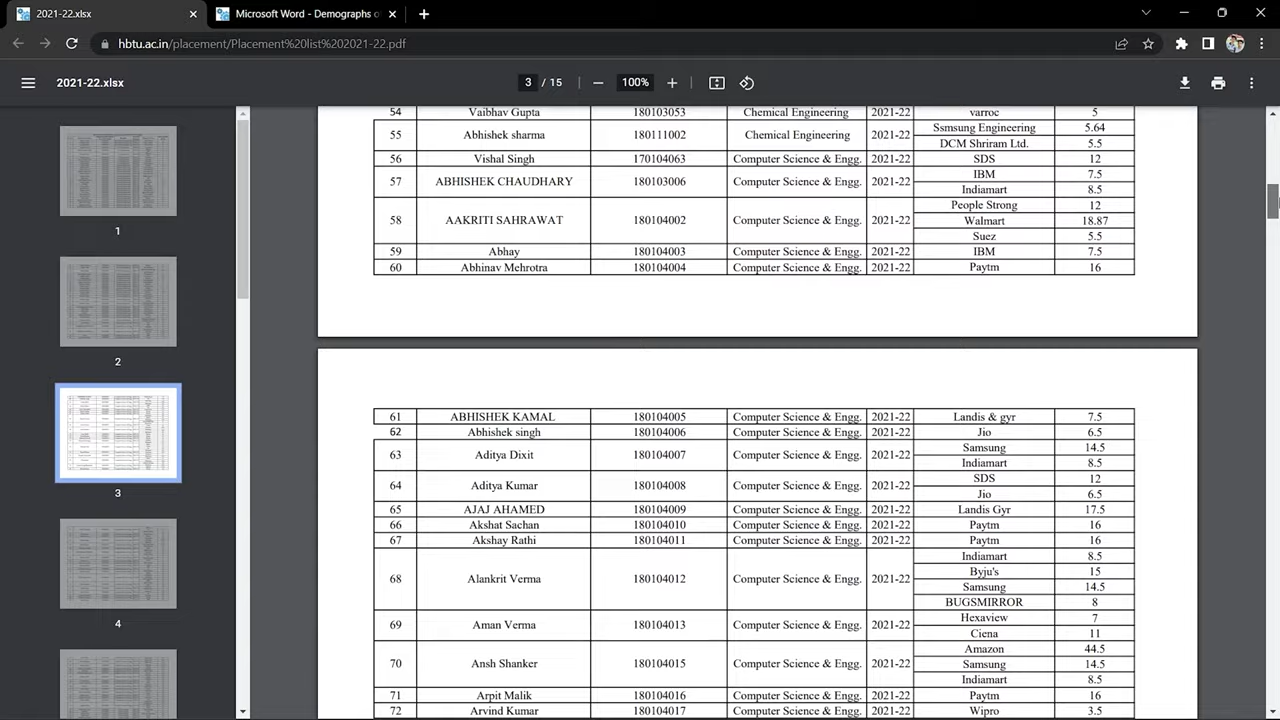 2021-22.xlsx
Microsoft Word - Demographs o
hbtu.ac.in/placement/Placement%20list%202021-22.pdf
2021-22.xlsx 3 / 15 100%
1
2
3
4
54 Vaibhav Gupta 180103053 Chemical Engineering 2021-22 varroc 5
55 Abhishek sharma 180111002 Chemical Engineering 2021-22 Ssmsung Engineering 5.64
DCM Shriram Ltd. 5.5
56 Vishal Singh 170104063 Computer Science & Engg. 2021-22 SDS 12
57 ABHISHEK CHAUDHARY 180103006 Computer Science & Engg. 2021-22 IBM 7.5
Indiamart 8.5
58 AAKRITI SAHRAWAT 180104002 Computer Science & Engg. 2021-22 People Strong 12
Walmart 18.87
Suez 5.5
59 Abhay 180104003 Computer Science & Engg. 2021-22 IBM 7.5
60 Abhinav Mehrotra 180104004 Computer Science & Engg. 2021-22 Paytm 16
61 ABHISHEK KAMAL 180104005 Computer Science & Engg. 2021-22 Landis & gyr 7.5
62 Abhishek singh 180104006 Computer Science & Engg. 2021-22 Jio 6.5
63 Aditya Dixit 180104007 Computer Science & Engg. 2021-22 Samsung 14.5
Indiamart 8.5
64 Aditya Kumar 180104008 Computer Science & Engg. 2021-22 SDS 12
Jio 6.5
65 AJAJ AHAMED 180104009 Computer Science & Engg. 2021-22 Landis Gyr 17.5
66 Akshat Sachan 180104010 Computer Science & Engg. 2021-22 Paytm 16
67 Akshay Rathi 180104011 Computer Science & Engg. 2021-22 Paytm 16
68 Alankrit Verma 180104012 Computer Science & Engg. 2021-22 Indiamart 8.5
Byju's 15
Samsung 14.5
BUGSMIRROR 8
69 Aman Verma 180104013 Computer Science & Engg. 2021-22 Hexaview 7
Ciena 11
70 Ansh Shanker 180104015 Computer Science & Engg. 2021-22 Amazon 44.5
Samsung 14.5
Indiamart 8.5
71 Arpit Malik 180104016 Computer Science & Engg. 2021-22 Paytm 16
72 Arvind Kumar 180104017 Computer Science & Engg. 2021-22 Wipro 3.5